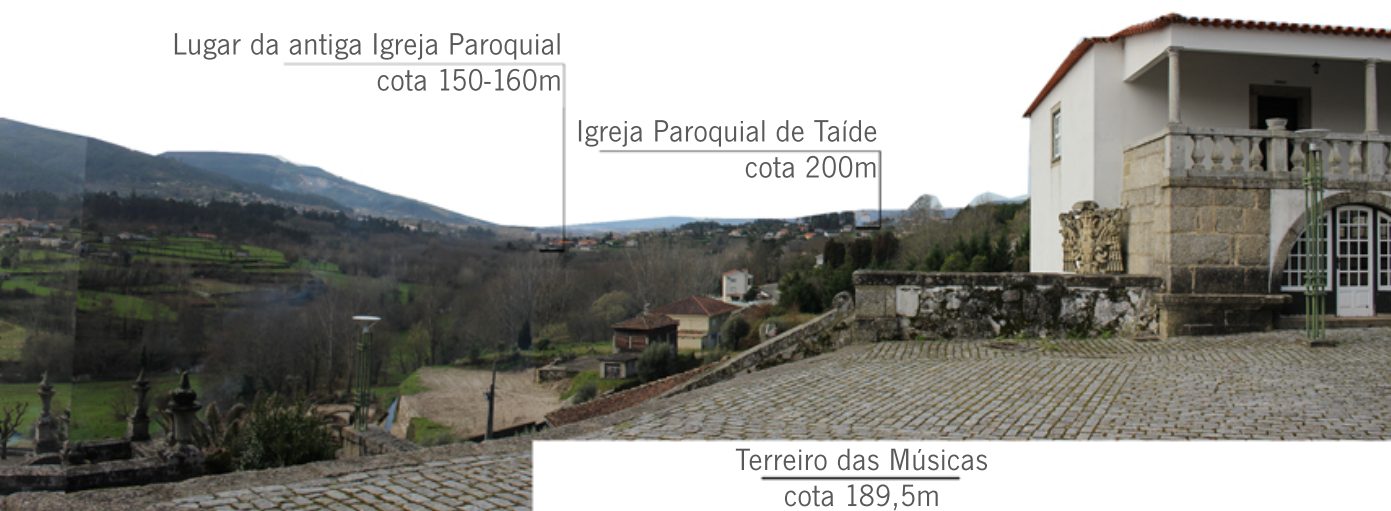 Lugar da antiga Igreja Paroquial
cota 150-160m
Igreja Paroquial de Taíde
cota 200m
Terreiro das Músicas
cota 189,5m